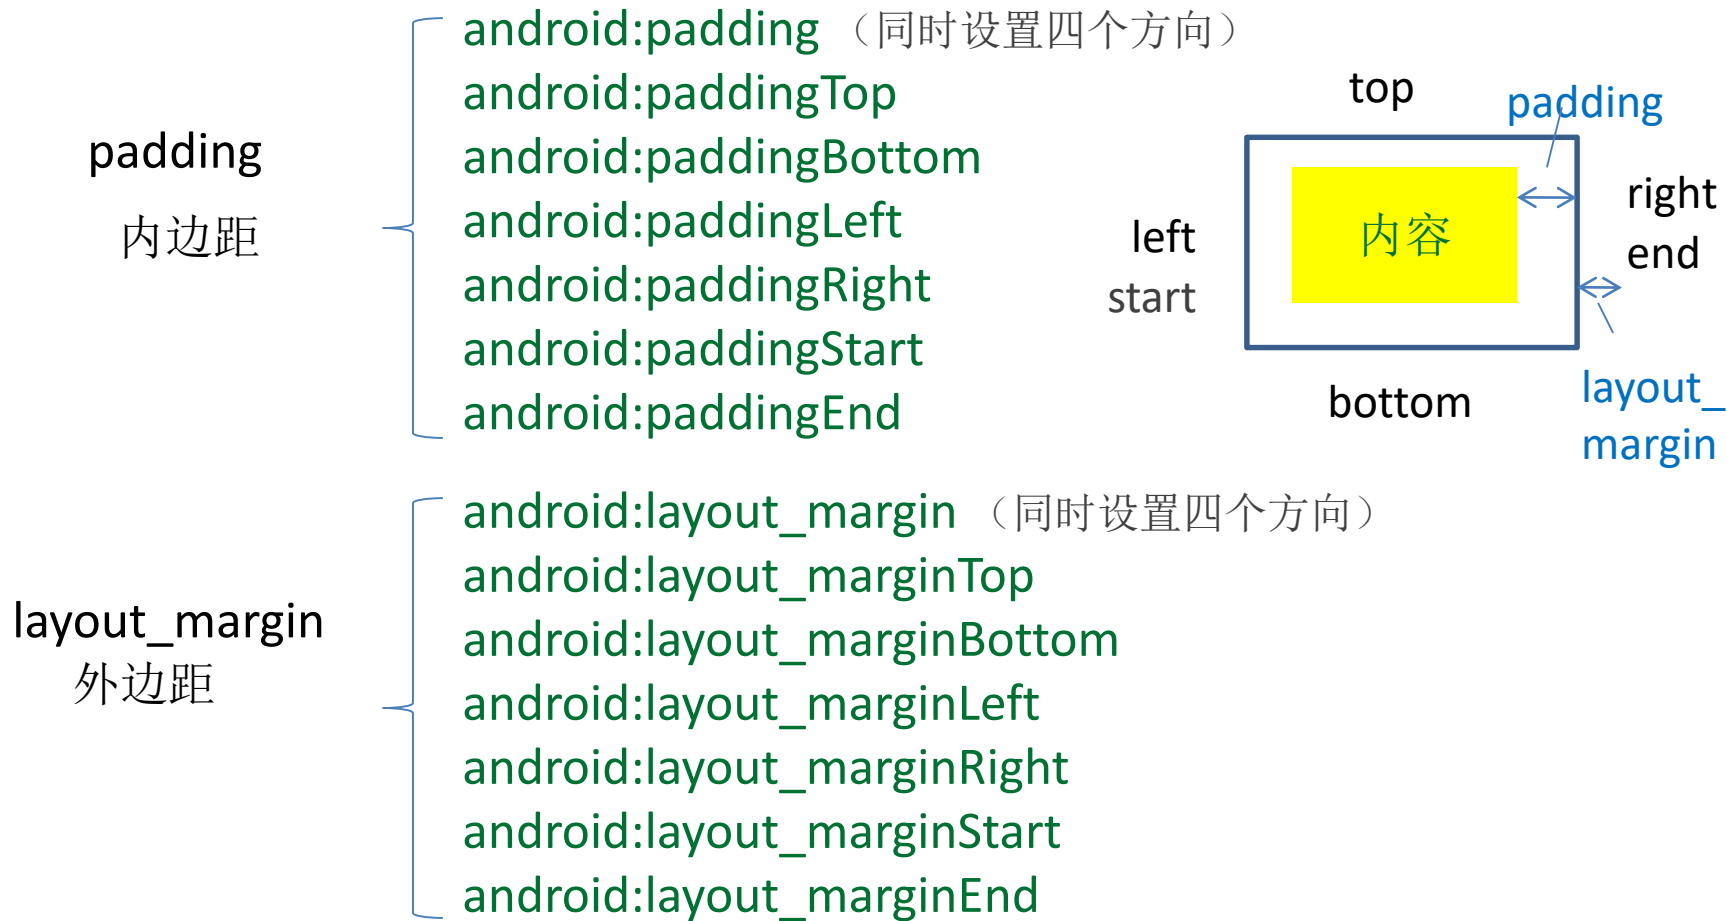 padding
内边距
android:padding （同时设置四个方向）
android:paddingTop
android:paddingBottom
android:paddingLeft
android:paddingRight
android:paddingStart
android:paddingEnd
top
padding
left
start
内容
right
end
bottom
layout_
margin
layout_margin
外边距
android:layout_margin （同时设置四个方向）
android:layout_marginTop
android:layout_marginBottom
android:layout_marginLeft
android:layout_marginRight
android:layout_marginStart
android:layout_marginEnd